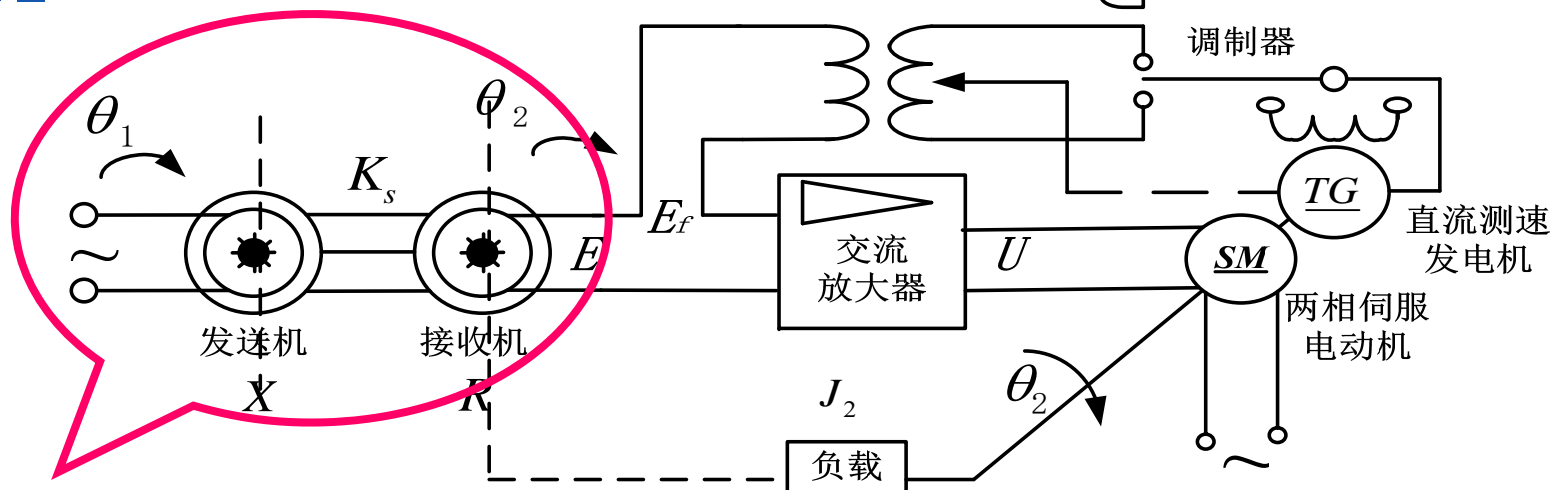 调制器
θ1
θ2
Ks
Ef
E
交流
放大器
U
TG
直流测速
发电机
SM
两相伺服
电动机
~
发送机
接收机
X
R
J2
θ2
负载
~